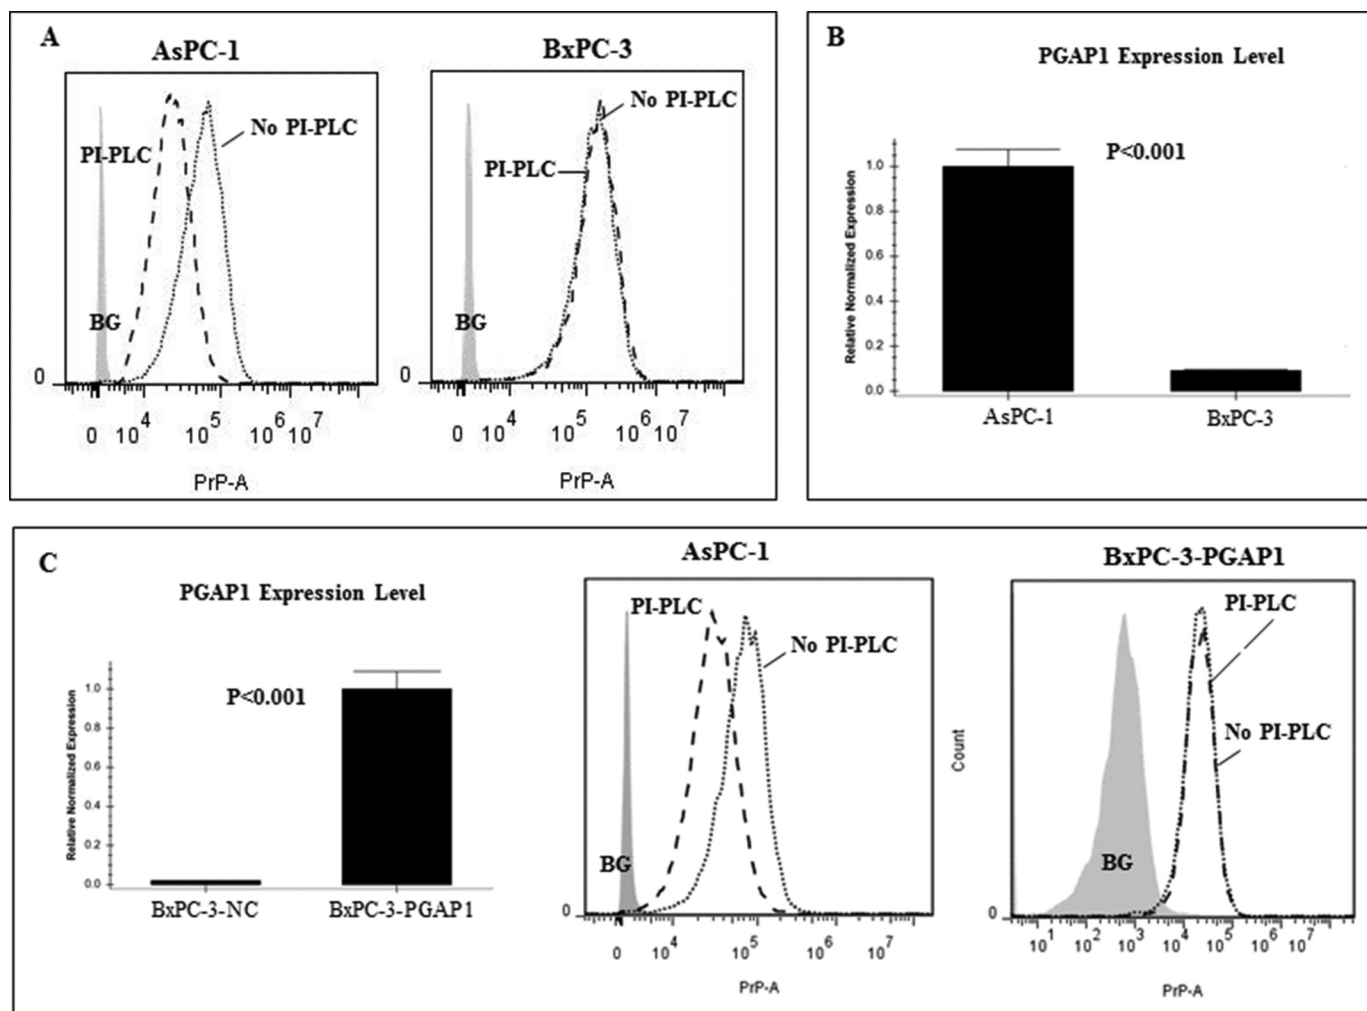 A
AsPC-1
BxPC-3
PI-PLC
No PI-PLC
BG
0
0 10^4 10^5 10^6 10^7
PrP-A
No PI-PLC
PI-PLC
BG
0
0 10^4 10^5 10^6 10^7
PrP-A
B
PGAP1 Expression Level
P<0.001
Relative Normalized Expression
1.0
0.8
0.6
0.4
0.2
0.0
AsPC-1
BxPC-3
C
PGAP1 Expression Level
P<0.001
Relative Normalized Expression
1.0
0.8
0.6
0.4
0.2
0.0
BxPC-3-NC
BxPC-3-PGAP1
AsPC-1
PI-PLC
No PI-PLC
BG
0
0 10^4 10^5 10^6 10^7
PrP-A
BxPC-3-PGAP1
PI-PLC
No PI-PLC
Count
BG
0
10^1 10^2 10^3 10^4 10^5 10^6 10^7
PrP-A